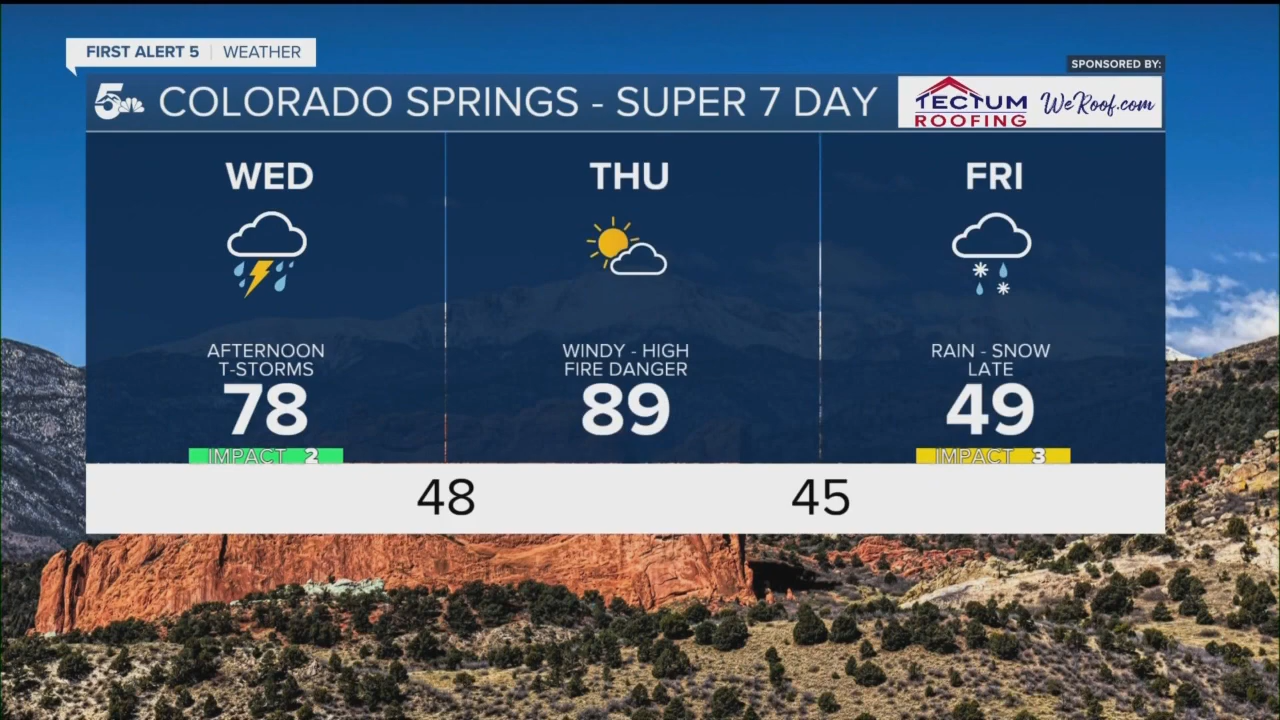 FIRST ALERT 5 | WEATHER
SPONSORED BY:
5 COLORADO SPRINGS - SUPER 7 DAY
TECTUM
ROOFING
WeRoof.com
WED
THU
FRI
AFTERNOON
T-STORMS
78
IMPACT 2
WINDY - HIGH
FIRE DANGER
89
RAIN - SNOW
LATE
49
IMPACT 3
48
45